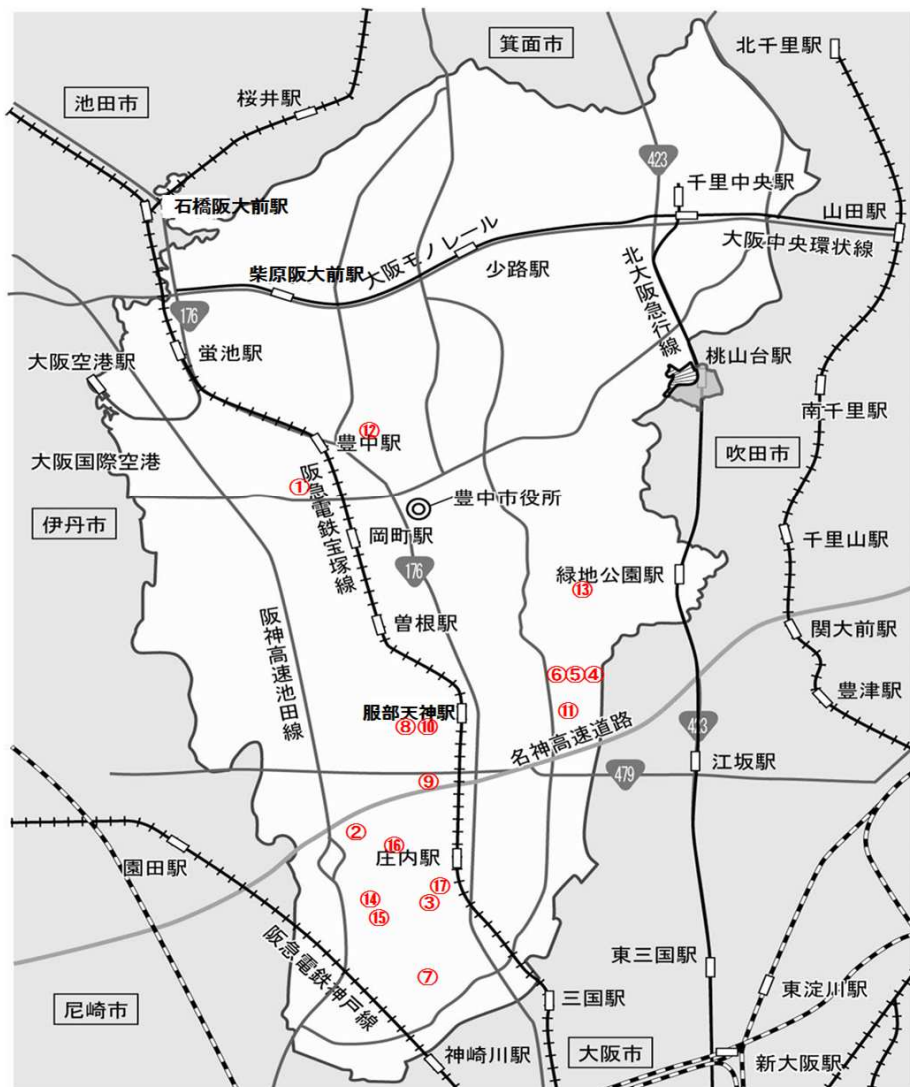 箕面市
北千里駅
池田市
桜井駅
423
千里中央駅
石橋阪大前駅
山田駅
大阪モノレール
大阪中央環状線
柴原阪大前駅
少路駅
北大阪急行線
176
蛍池駅
桃山台駅
大阪空港駅
南千里駅
⑫
豊中駅
吹田市
大阪国際空港
①
阪急電鉄宝塚線
豊中市役所
伊丹市
岡町駅
千里山駅
176
緑地公園駅
⑬
阪神高速池田線
曽根駅
関大前駅
⑥⑤④
豊津駅
服部天神駅
⑪
⑧⑩
423
名神高速道路
江坂駅
479
⑨
②
⑯
園田駅
庄内駅
⑰
⑭
③
⑮
阪急電鉄神戸線
東三国駅
⑦
東淀川駅
尼崎市
三国駅
神崎川駅
大阪市
新大阪駅